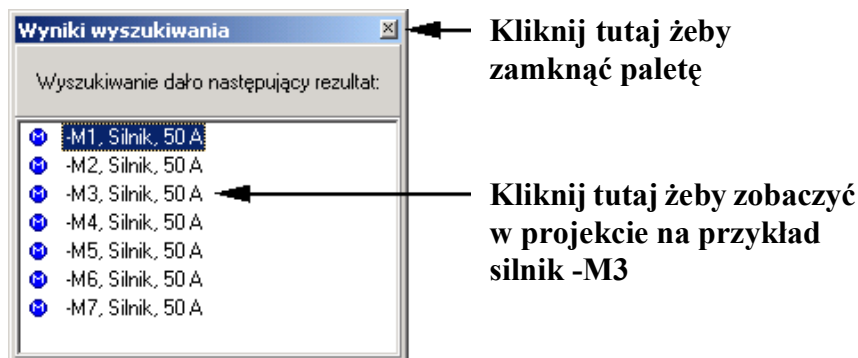 Wyniki wyszukiwania
Wyszukiwanie dało następujący rezultat:
-M1, Silnik, 50 A
-M2, Silnik, 50 A
-M3, Silnik, 50 A
-M4, Silnik, 50 A
-M5, Silnik, 50 A
-M6, Silnik, 50 A
-M7, Silnik, 50 A
Kliknij tutaj żeby
zamknąć paletę
Kliknij tutaj żeby zobaczyć
w projekcie na przykład
silnik -M3